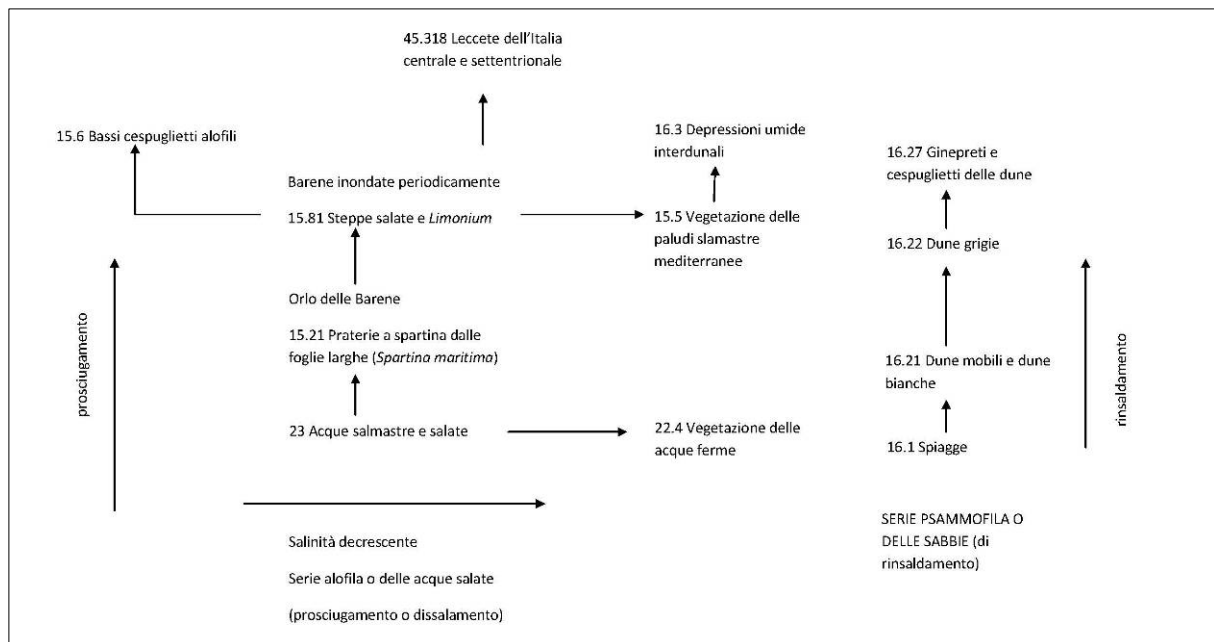 45.318 Leccete dell'Italia
centrale e settentrionale
15.6 Bassi cespuglietti alofili
16.3 Depressioni umide
interdunali
16.27 Ginepreti e
cespuglietti delle dune
Barene inondate periodicamente
15.81 Steppe salate e Limonium
15.5 Vegetazione delle
paludi slamastre
mediterranee
16.22 Dune grigie
Orlo delle Barene
15.21 Praterie a spartina dalle
foglie larghe (Spartina maritima)
16.21 Dune mobili e dune
bianche
prosciugamento
rinsaldamento
23 Acque salmastre e salate
22.4 Vegetazione delle
acque ferme
16.1 Spiagge
Salinità decrescente
Serie alofila o delle acque salate
(prosciugamento o dissalamento)
SERIE PSAMMOFILA O
DELLE SABBIE (di
rinsaldamento)